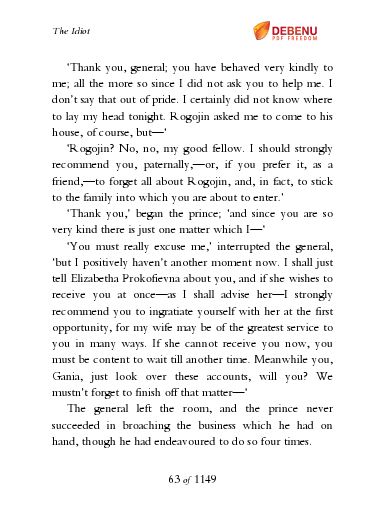 The Idiot
DEBENU
PDF FREEDOM
'Thank you, general; you have behaved very kindly to
me; all the more so since I did not ask you to help me. I
don't say that out of pride. I certainly did not know where
to lay my head tonight. Rogojin asked me to come to his
house, of course, but—'
'Rogojin? No, no, my good fellow. I should strongly
recommend you, paternally,—or, if you prefer it, as a
friend,—to forget all about Rogojin, and, in fact, to stick
to the family into which you are about to enter.'
'Thank you,' began the prince; 'and since you are so
very kind there is just one matter which I—'
'You must really excuse me,' interrupted the general,
'but I positively haven't another moment now. I shall just
tell Elizabetha Prokofievna about you, and if she wishes to
receive you at once—as I shall advise her—I strongly
recommend you to ingratiate yourself with her at the first
opportunity, for my wife may be of the greatest service to
you in many ways. If she cannot receive you now, you
must be content to wait till another time. Meanwhile you,
Gania, just look over these accounts, will you? We
mustn't forget to finish off that matter—'
The general left the room, and the prince never
succeeded in broaching the business which he had on
hand, though he had endeavoured to do so four times.
63 of 1149